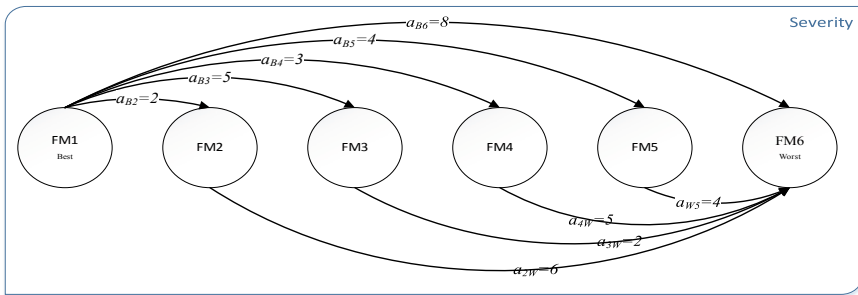 Severity
a_B6=8
a_B5=4
a_B4=3
a_B3=5
a_B2=2
FM1
Best
FM2
FM3
FM4
FM5
FM6
Worst
a_W5=4
a_4W=5
a_3W=2
a_2W=6